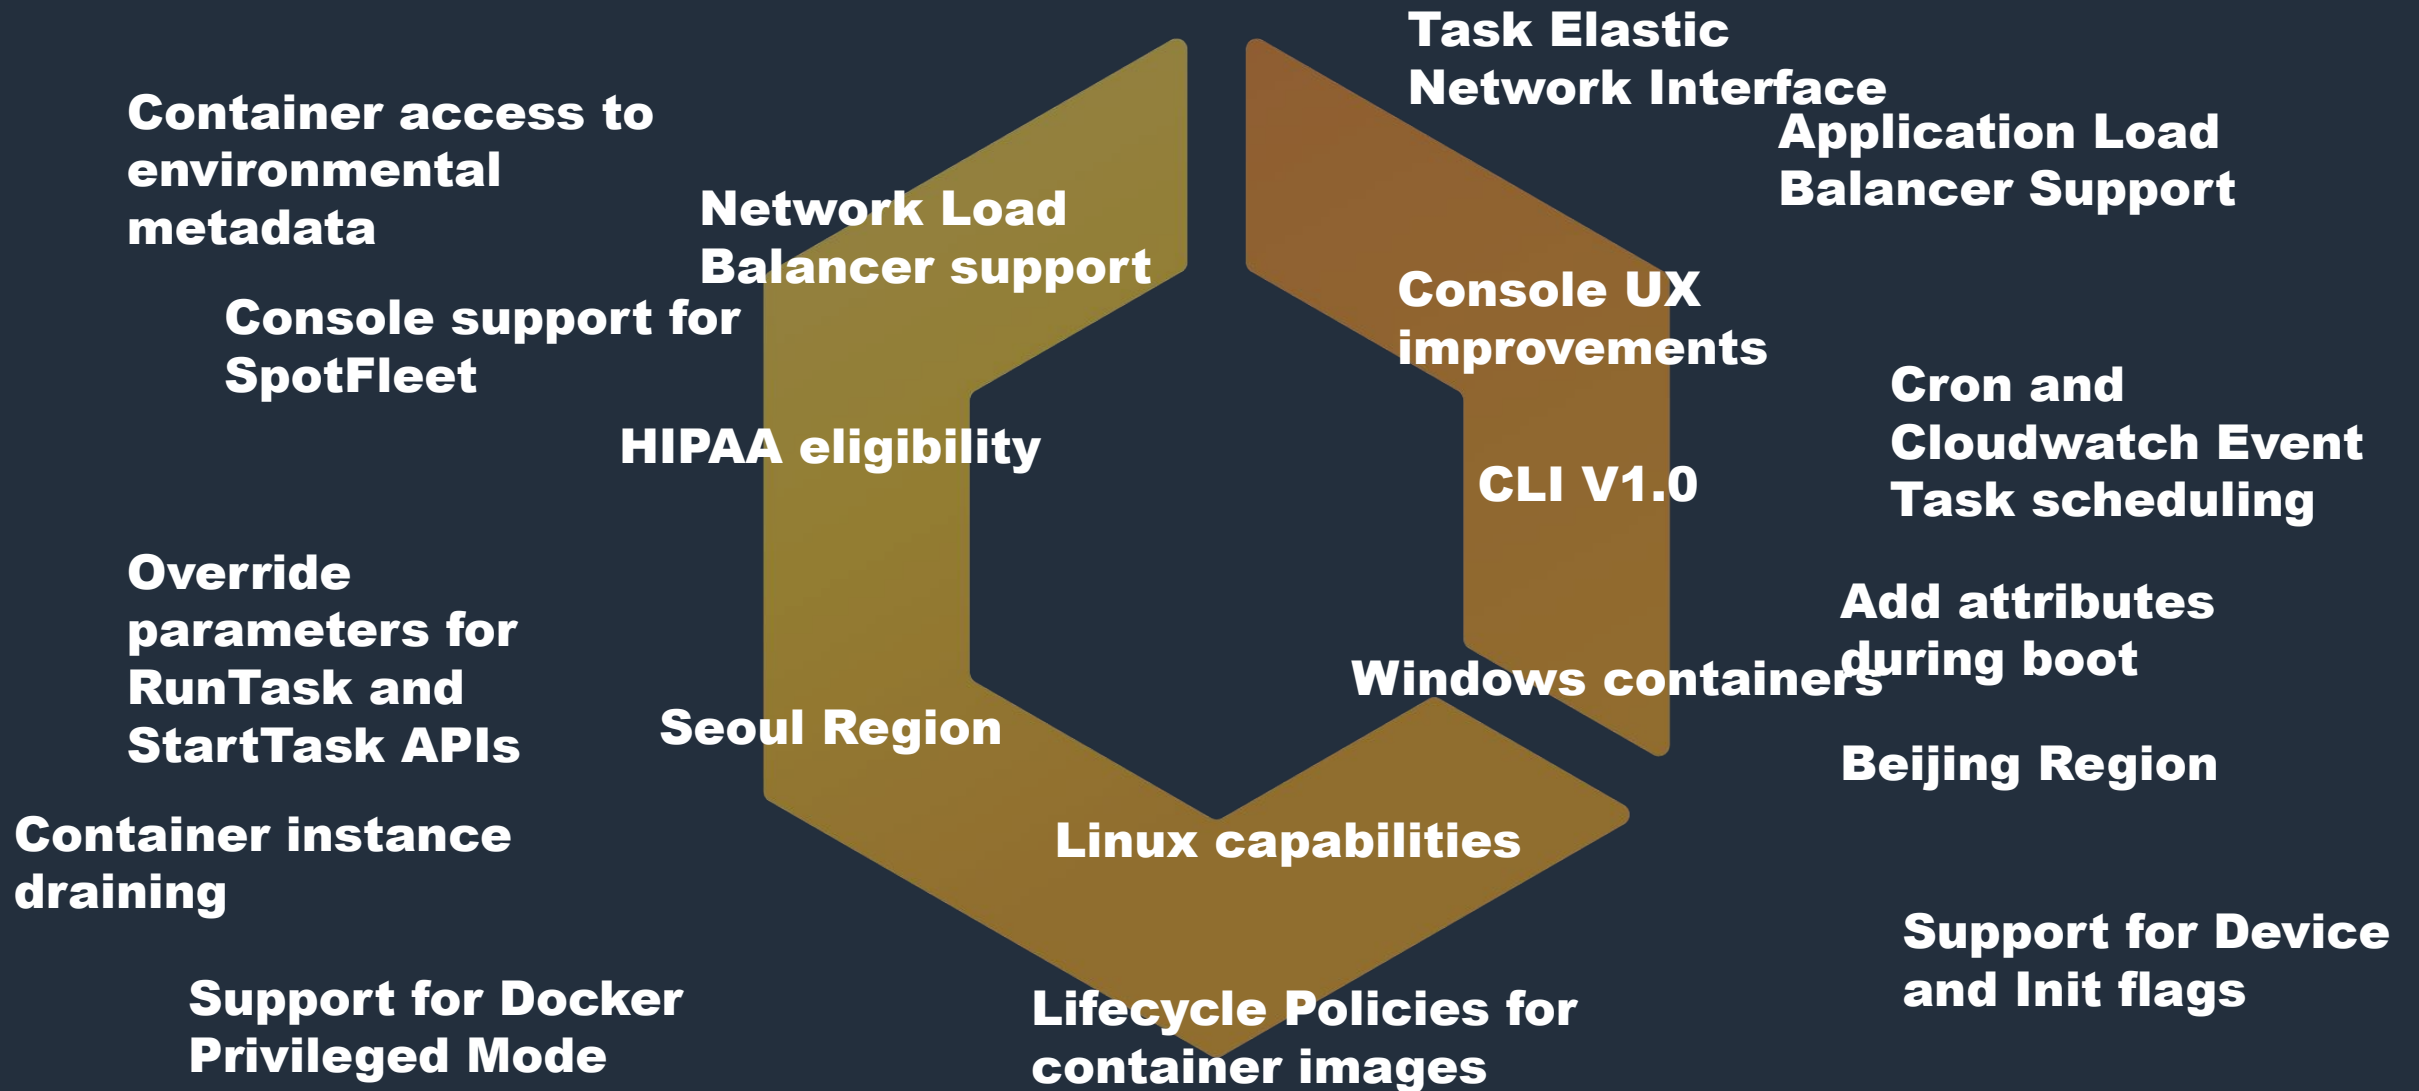 Task Elastic
Network Interface
Container access to
environmental
metadata
Application Load
Balancer Support
Network Load
Balancer support
Console UX
improvements
Console support for
SpotFleet
Cron and
Cloudwatch Event
Task scheduling
HIPAA eligibility
CLI V1.0
Override
parameters for
RunTask and
StartTask APIs
Add attributes
during boot
Windows containers
Seoul Region
Beijing Region
Container instance
draining
Linux capabilities
Support for Device
and Init flags
Support for Docker
Privileged Mode
Lifecycle Policies for
container images